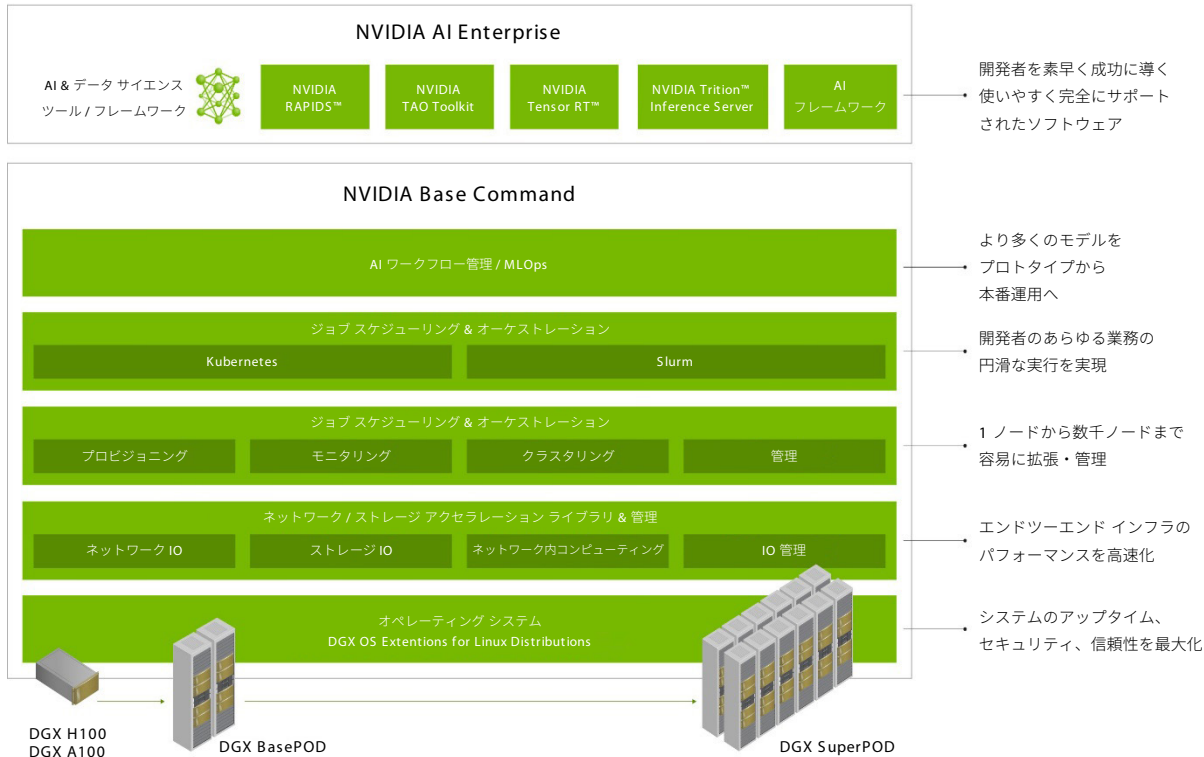 NVIDIA AI Enterprise
AI & データ サイエンス
ツール / フレームワーク
NVIDIA
RAPIDS™
NVIDIA
TAO Toolkit
NVIDIA
Tensor RT™
NVIDIA Trition™
Inference Server
AI
フレームワーク
開発者を素早く成功に導く
使いやすく完全にサポート
されたソフトウェア
NVIDIA Base Command
AI ワークフロー管理 / MLOps
より多くのモデルを
プロトタイプから
本番運用へ
ジョブ スケジューリング & オーケストレーション
Kubernetes
Slurm
開発者のあらゆる業務の
円滑な実行を実現
ジョブ スケジューリング & オーケストレーション
プロビジョニング
モニタリング
クラスタリング
管理
1 ノードから数千ノードまで
容易に拡張・管理
ネットワーク / ストレージ アクセラレーション ライブラリ & 管理
ネットワーク IO
ストレージ IO
ネットワーク内コンピューティング
IO 管理
エンドツーエンド インフラの
パフォーマンスを高速化
オペレーティング システム
DGX OS Extentions for Linux Distributions
システムのアップタイム、
セキュリティ、信頼性を最大化
DGX H100
DGX A100
DGX BasePOD
DGX SuperPOD